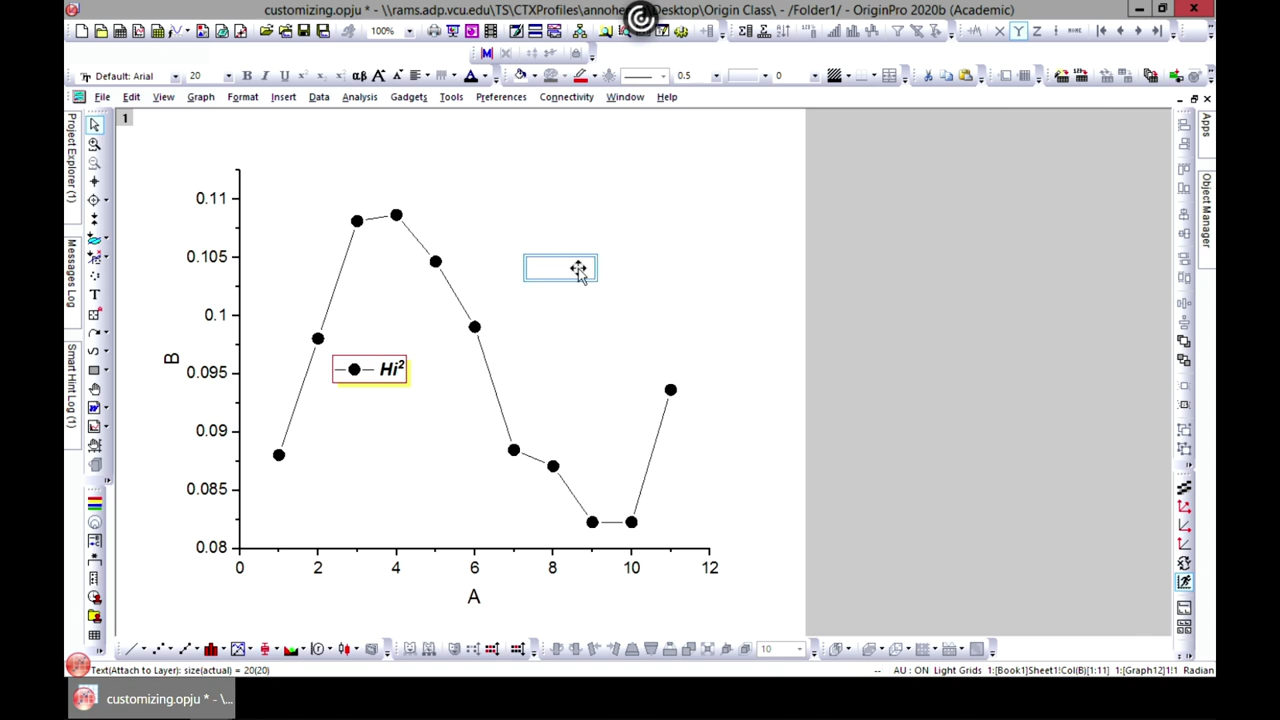 customizing.opju * - \\rams.adp.vcu.edu\TS\CTXProfiles\annohe
\Desktop\Origin Class\ - /Folder1/ - OriginPro 2020b (Academic)
100%
Default: Arial 20 B I U αβ A A A 0.5 0
File Edit View Graph Format Insert Data Analysis Gadgets Tools Preferences Connectivity Window Help
Project Explorer (1)
Messages Log
Smart Hint Log (1)
Apps
Object Manager
1
0.11
0.105
0.1
0.095
0.09
0.085
0.08
B
Hi²
0 2 4 6 8 10 12
A
10
Text(Attach to Layer): size(actual) = 20(20)
-- AU : ON Light Grids 1:[Book1]Sheet1!Col(B)[1:11] 1:[Graph12]1!1 Radian
customizing.opju * - \...